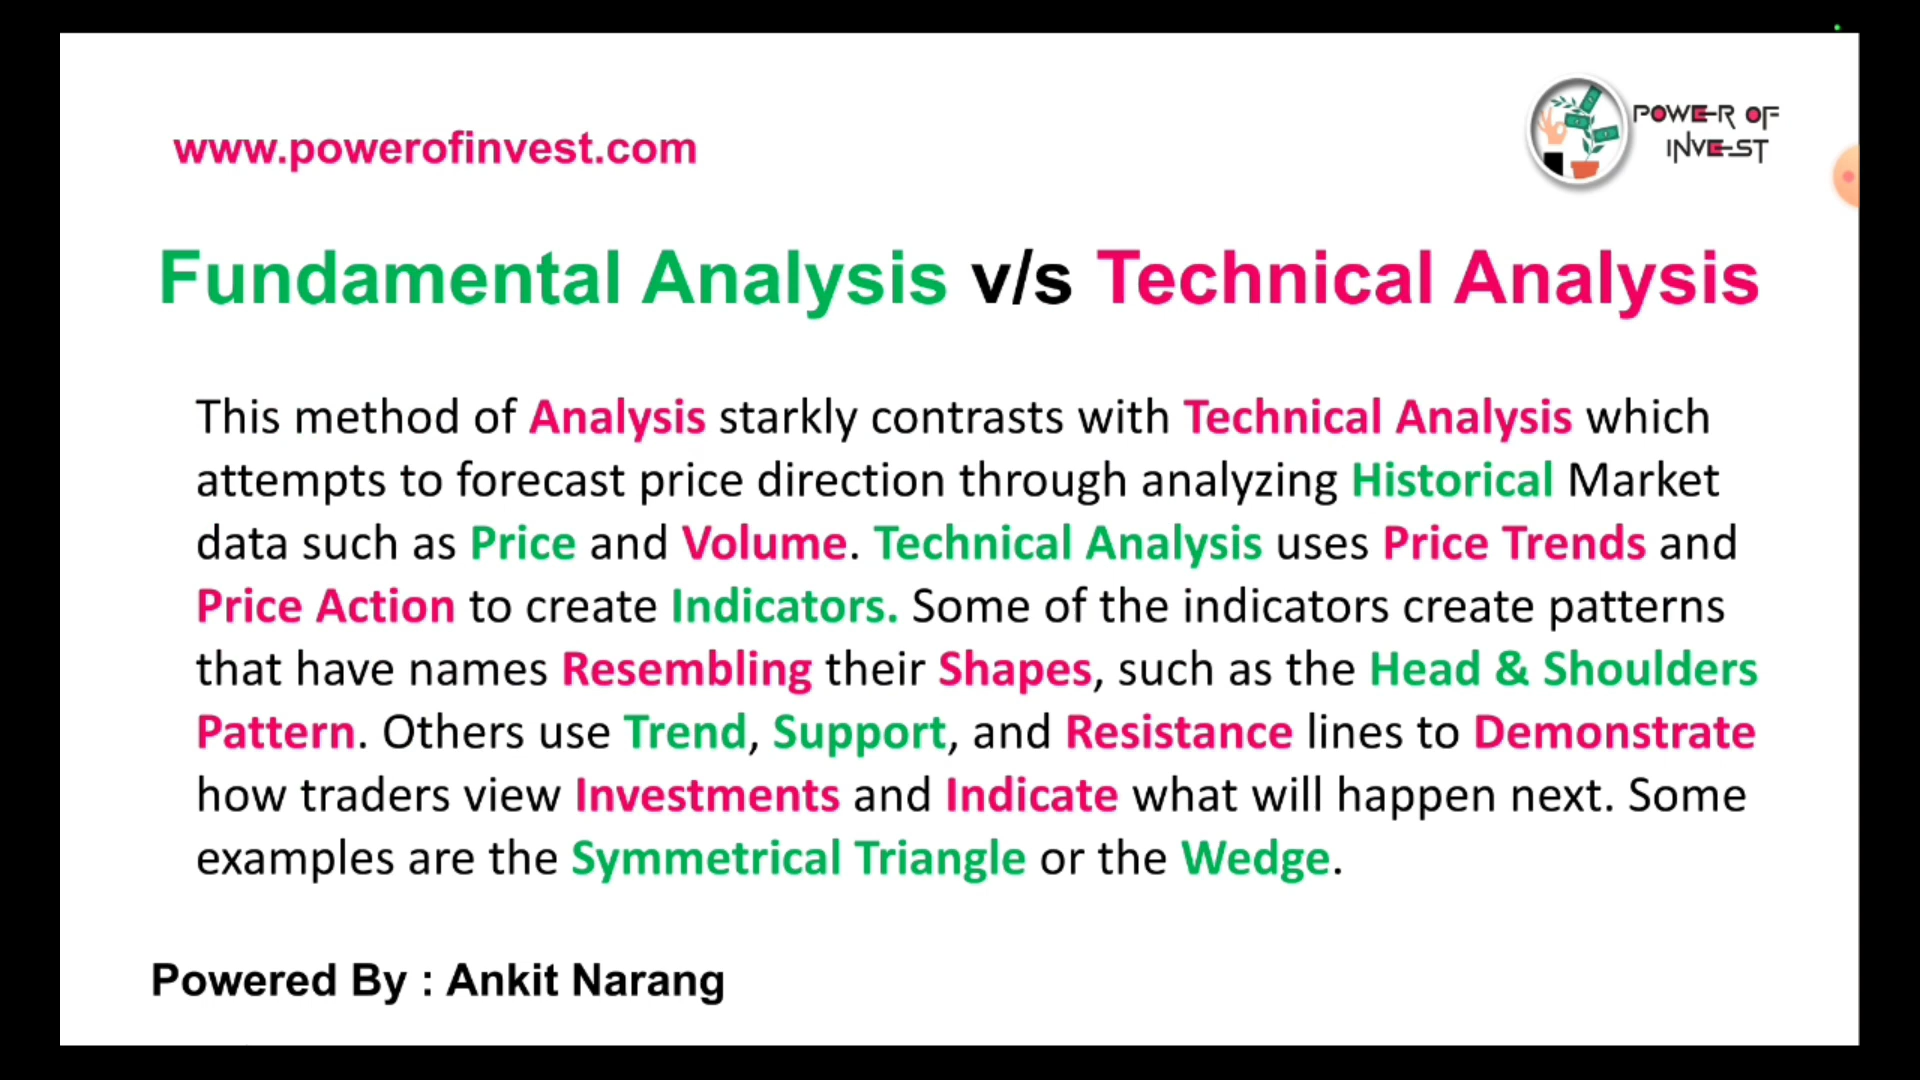 www.powerofinvest.com
POWER OF
INVEST
Fundamental Analysis v/s Technical Analysis
This method of Analysis starkly contrasts with Technical Analysis which
attempts to forecast price direction through analyzing Historical Market
data such as Price and Volume. Technical Analysis uses Price Trends and
Price Action to create Indicators. Some of the indicators create patterns
that have names Resembling their Shapes, such as the Head & Shoulders
Pattern. Others use Trend, Support, and Resistance lines to Demonstrate
how traders view Investments and Indicate what will happen next. Some
examples are the Symmetrical Triangle or the Wedge.
Powered By : Ankit Narang